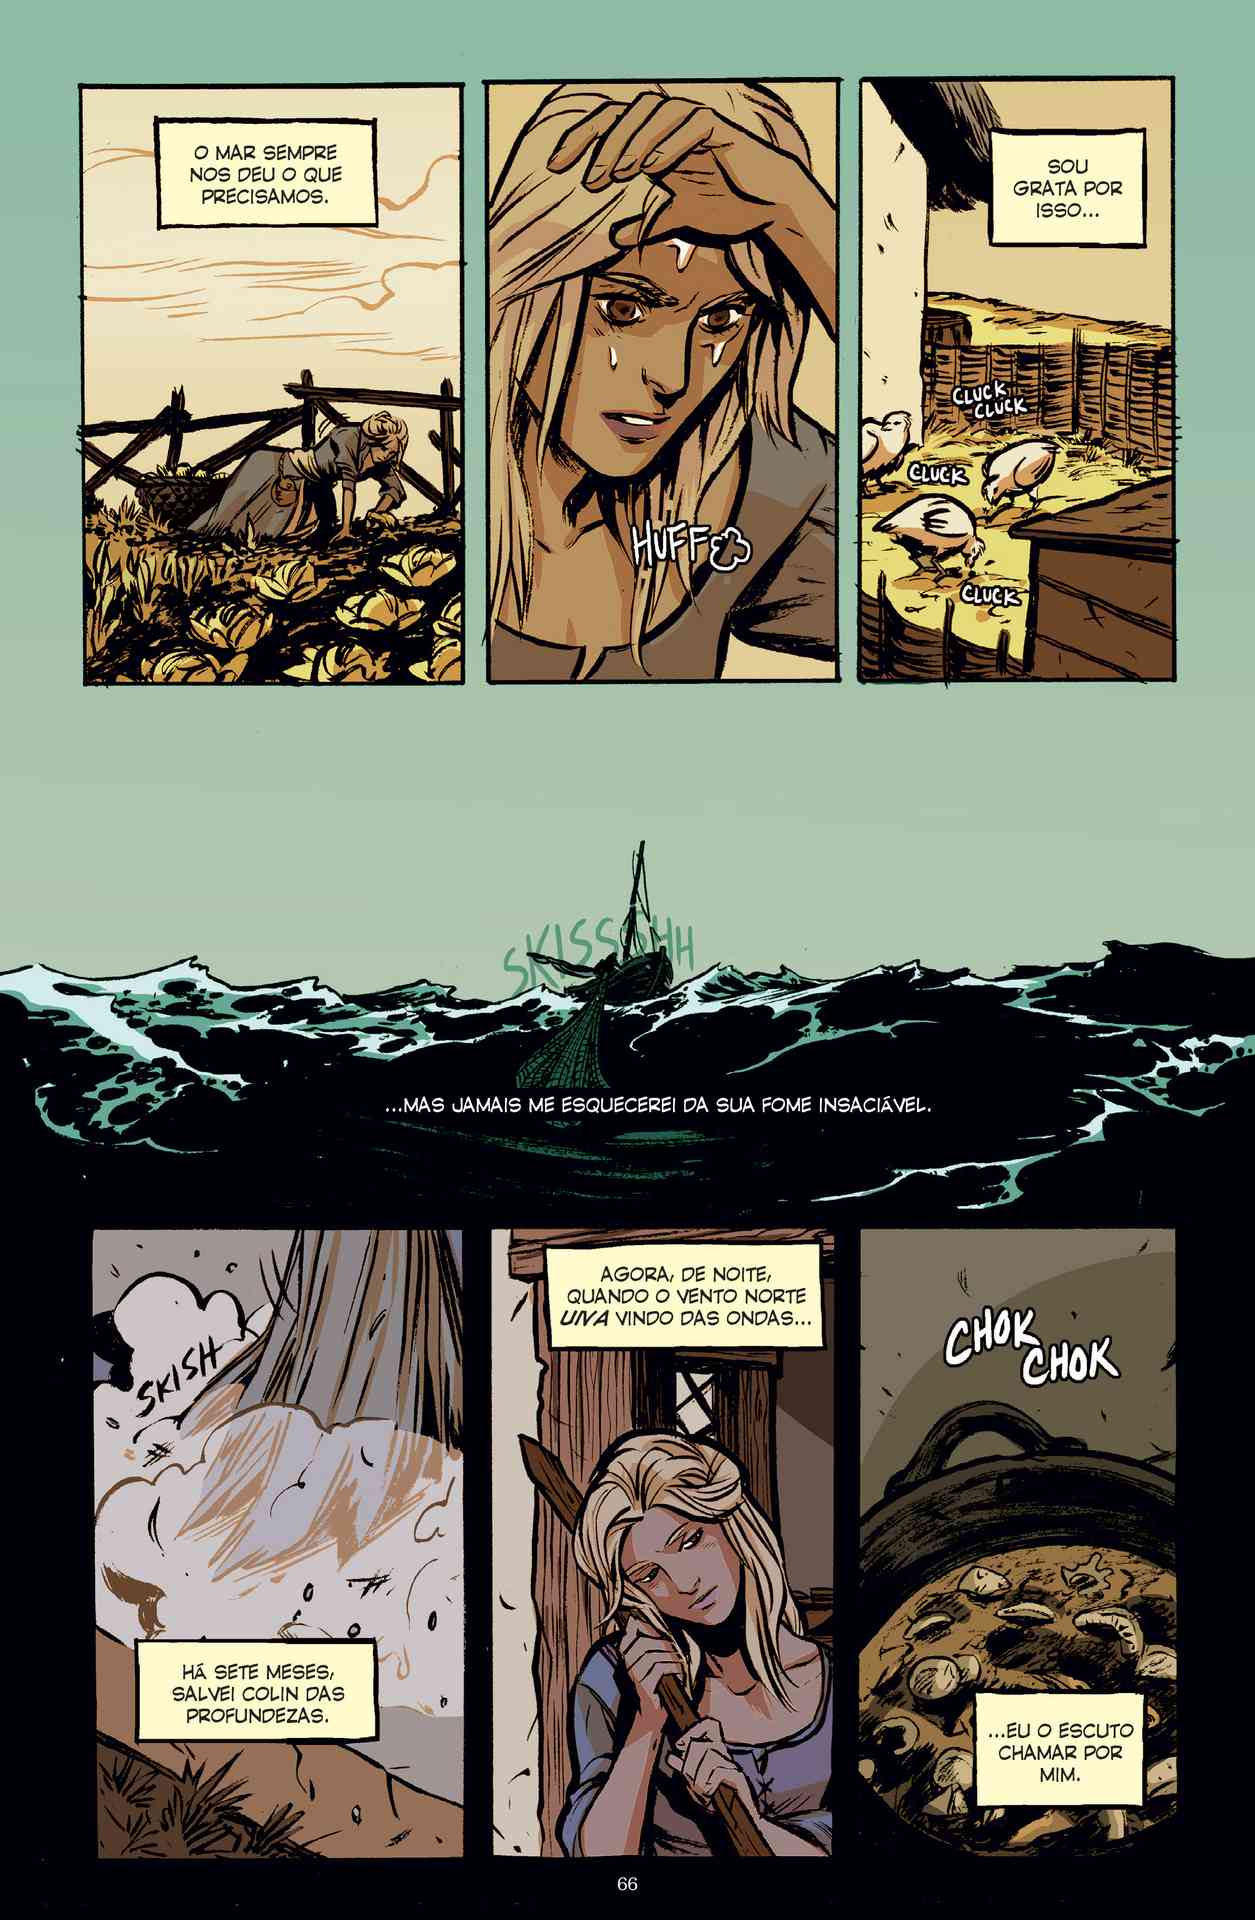 O MAR SEMPRE
NOS DEU O QUE
PRECISAMOS.
HUFF
SOU
GRATA POR
ISSO...
CLUCK
CLUCK
CLUCK
CLUCK
SKISSSHH
...MAS JAMAIS ME ESQUECEREI DA SUA FOME INSACIÁVEL.
SKISH
HÁ SETE MESES,
SALVEI COLIN DAS
PROFUNDEZAS.
AGORA, DE NOITE,
QUANDO O VENTO NORTE
UIVA VINDO DAS ONDAS...
CHOK
CHOK
...EU O ESCUTO
CHAMAR POR
MIM.
66